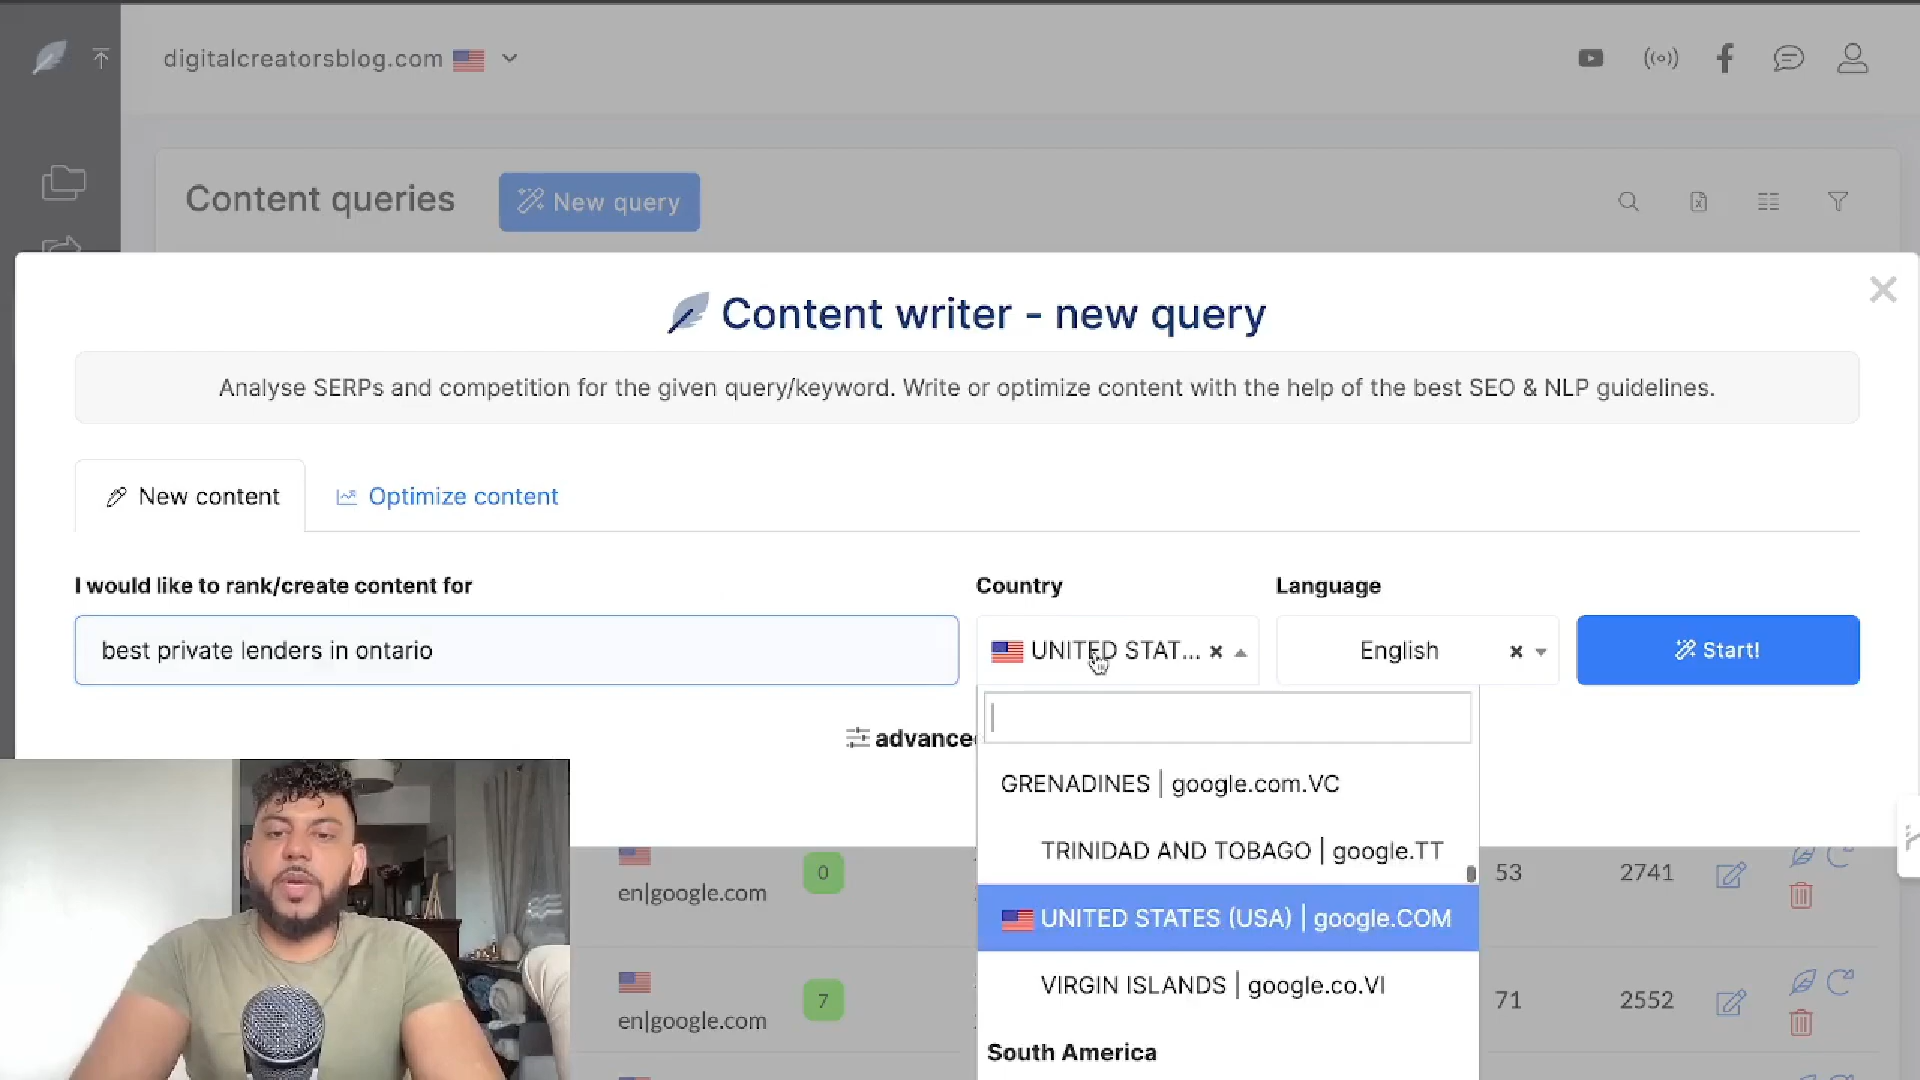 digitalcreatorsblog.com
Content queries
New query
Content writer - new query
Analyse SERPs and competition for the given query/keyword. Write or optimize content with the help of the best SEO & NLP guidelines.
New content
Optimize content
I would like to rank/create content for
Country
Language
best private lenders in ontario
UNITED STAT...
English
Start!
advanced
GRENADINES | google.com.VC
TRINIDAD AND TOBAGO | google.TT
UNITED STATES (USA) | google.COM
VIRGIN ISLANDS | google.co.VI
South America
en|google.com
0
53
2741
en|google.com
7
71
2552